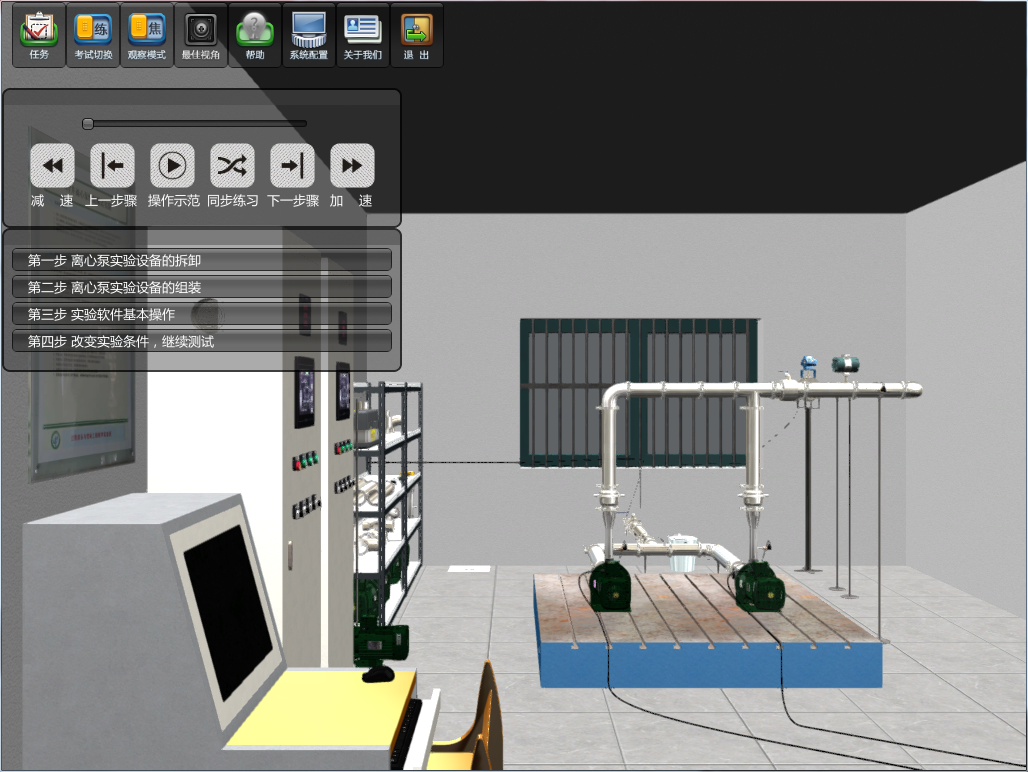 任务
考试切换
观察模式
最佳视角
帮助
系统配置
关于我们
退 出
练
焦
减 速
上一步骤
操作示范
同步练习
下一步骤
加 速
第一步 离心泵实验设备的拆卸
第二步 离心泵实验设备的组装
第三步 实验软件基本操作
第四步 改变实验条件，继续测试